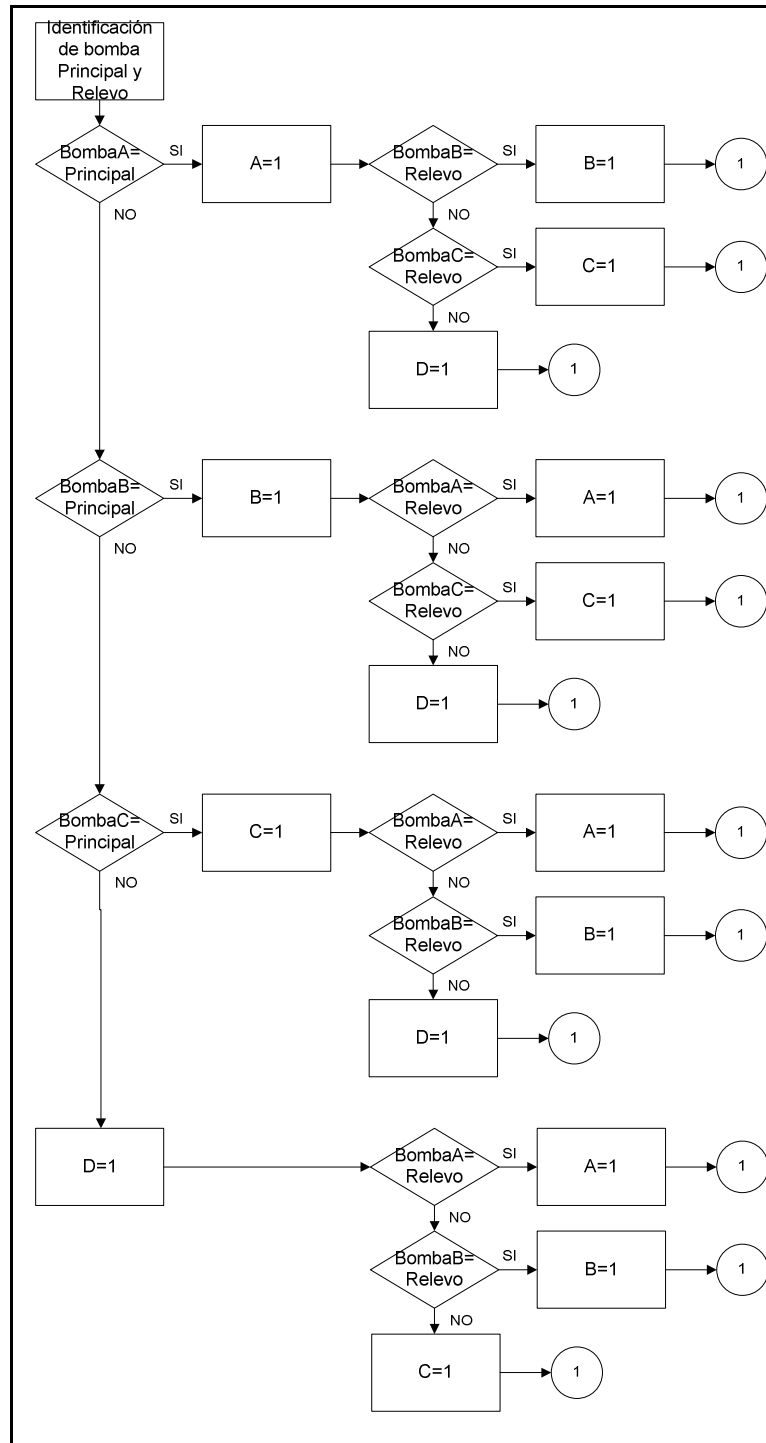 Identificación
de bomba
Principal y
Relevo
BombaA=
Principal
SI
A=1
BombaB=
Relevo
SI
B=1
1
NO
NO
BombaC=
Relevo
SI
C=1
1
NO
D=1
1
BombaB=
Principal
SI
B=1
BombaA=
Relevo
SI
A=1
1
NO
NO
BombaC=
Relevo
SI
C=1
1
NO
D=1
1
BombaC=
Principal
SI
C=1
BombaA=
Relevo
SI
A=1
1
NO
NO
BombaB=
Relevo
SI
B=1
1
NO
D=1
1
D=1
BombaA=
Relevo
SI
A=1
1
NO
BombaB=
Relevo
SI
B=1
1
NO
C=1
1